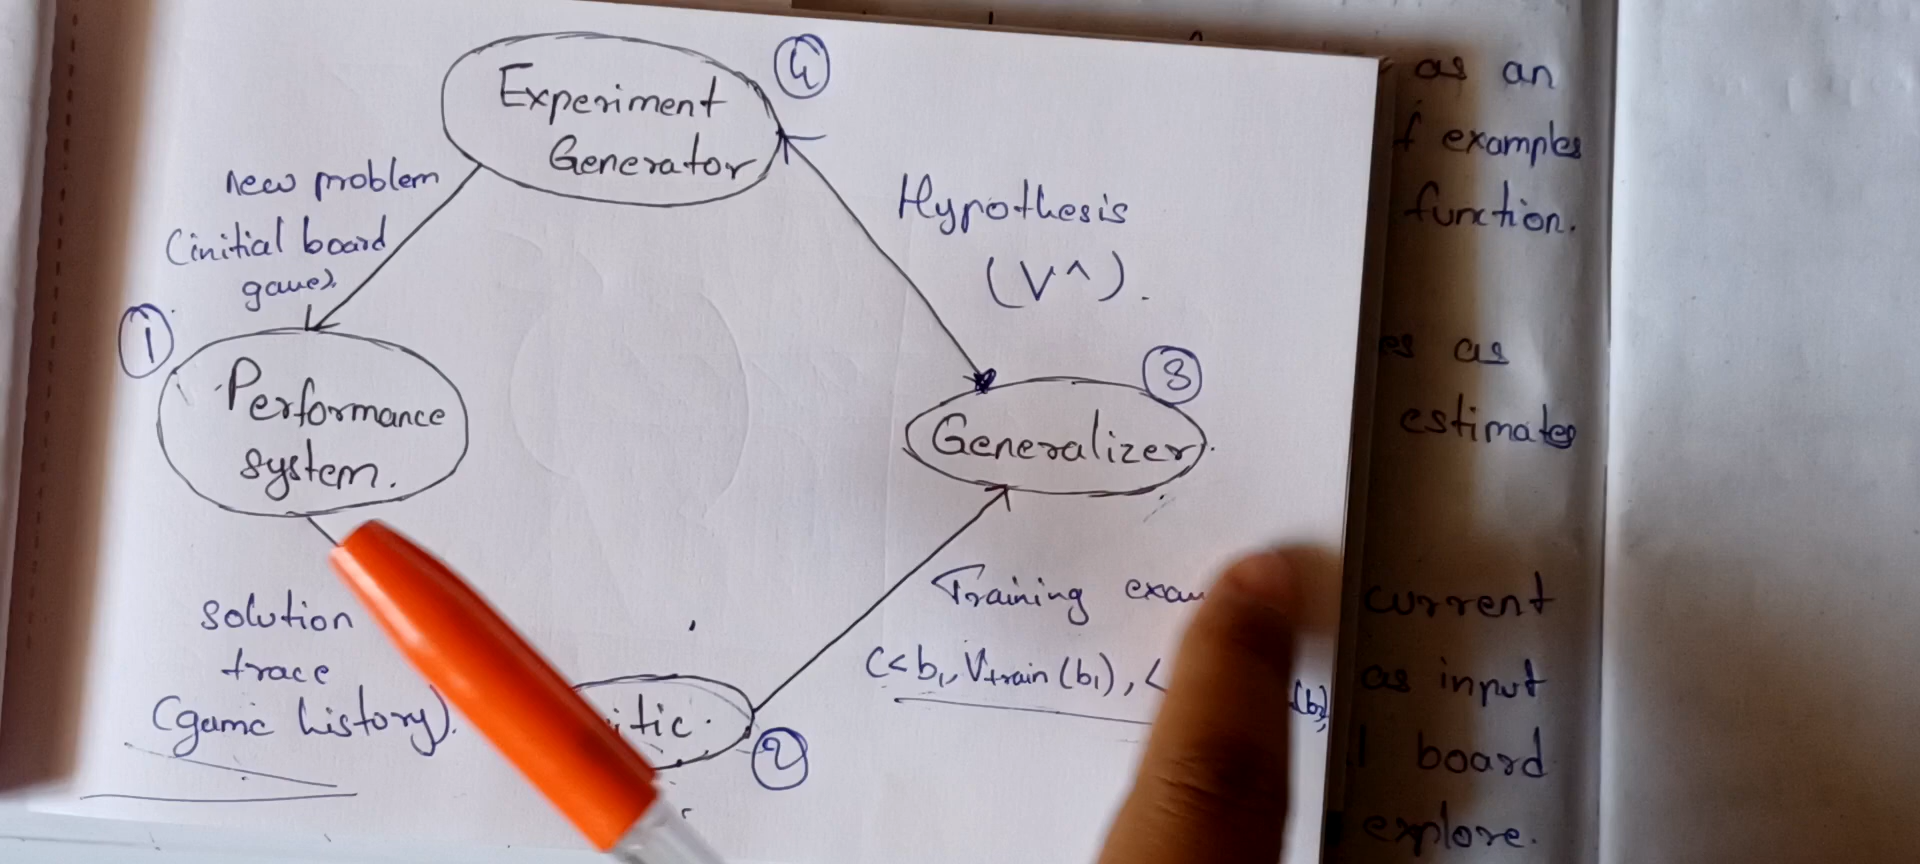 4
Experiment
Generator
new problem
(initial board
game).
Hypothesis
(V^).
1
Performance
system.
3
Generalizer.
solution
trace
(game history).
Training
(<b1, Vtrain(b1), <
2
as an
examples
function.
as
estimates
current
as input
board
explore.